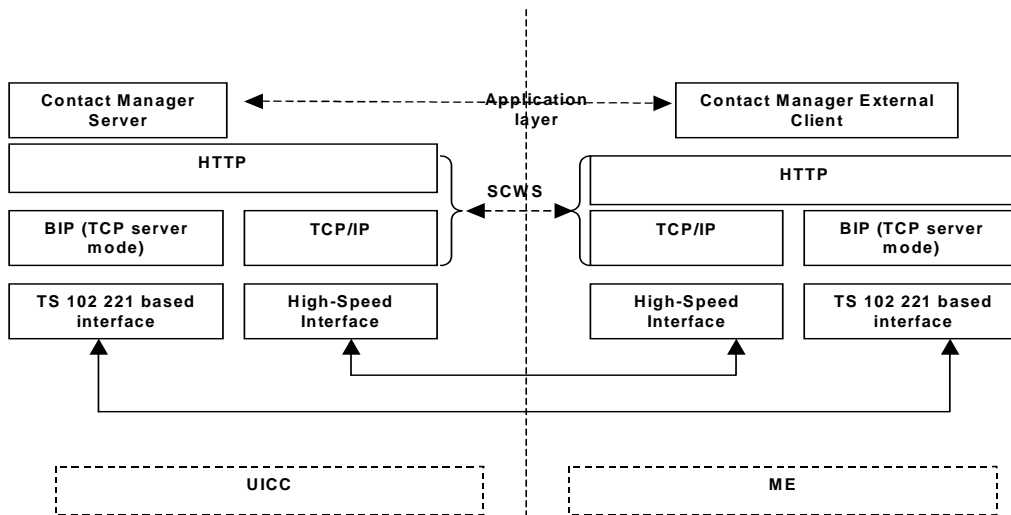 Contact Manager
Server
Application
layer
Contact Manager External
Client
HTTP
HTTP
SCWS
BIP (TCP server
mode)
TCP/IP
TCP/IP
BIP (TCP server
mode)
TS 102 221 based
interface
High-Speed
Interface
High-Speed
Interface
TS 102 221 based
interface
UICC
ME